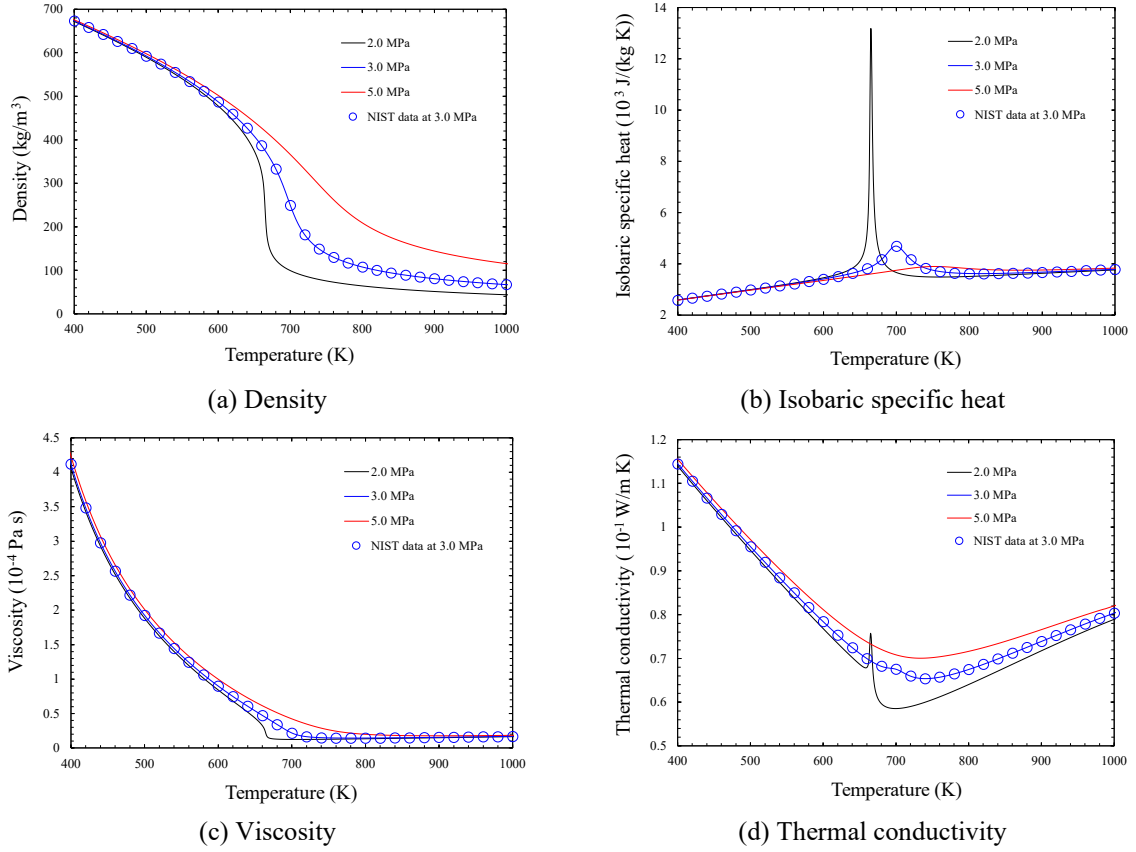 700
600
500
400
300
200
100
0
Density (kg/m³)
2.0 MPa
3.0 MPa
5.0 MPa
NIST data at 3.0 MPa
400 500 600 700 800 900 1000
Temperature (K)
(a) Density
14
12
10
8
6
4
2
Isobaric specific heat (10³ J/(kg K))
2.0 MPa
3.0 MPa
5.0 MPa
NIST data at 3.0 MPa
400 500 600 700 800 900 1000
Temperature (K)
(b) Isobaric specific heat
4.5
4
3.5
3
2.5
2
1.5
1
0.5
0
Viscosity (10⁻⁴ Pa s)
2.0 MPa
3.0 MPa
5.0 MPa
NIST data at 3.0 MPa
400 500 600 700 800 900 1000
Temperature (K)
(c) Viscosity
1.2
1.1
1
0.9
0.8
0.7
0.6
0.5
Thermal conductivity (10⁻¹ W/m K)
2.0 MPa
3.0 MPa
5.0 MPa
NIST data at 3.0 MPa
400 500 600 700 800 900 1000
Temperature (K)
(d) Thermal conductivity